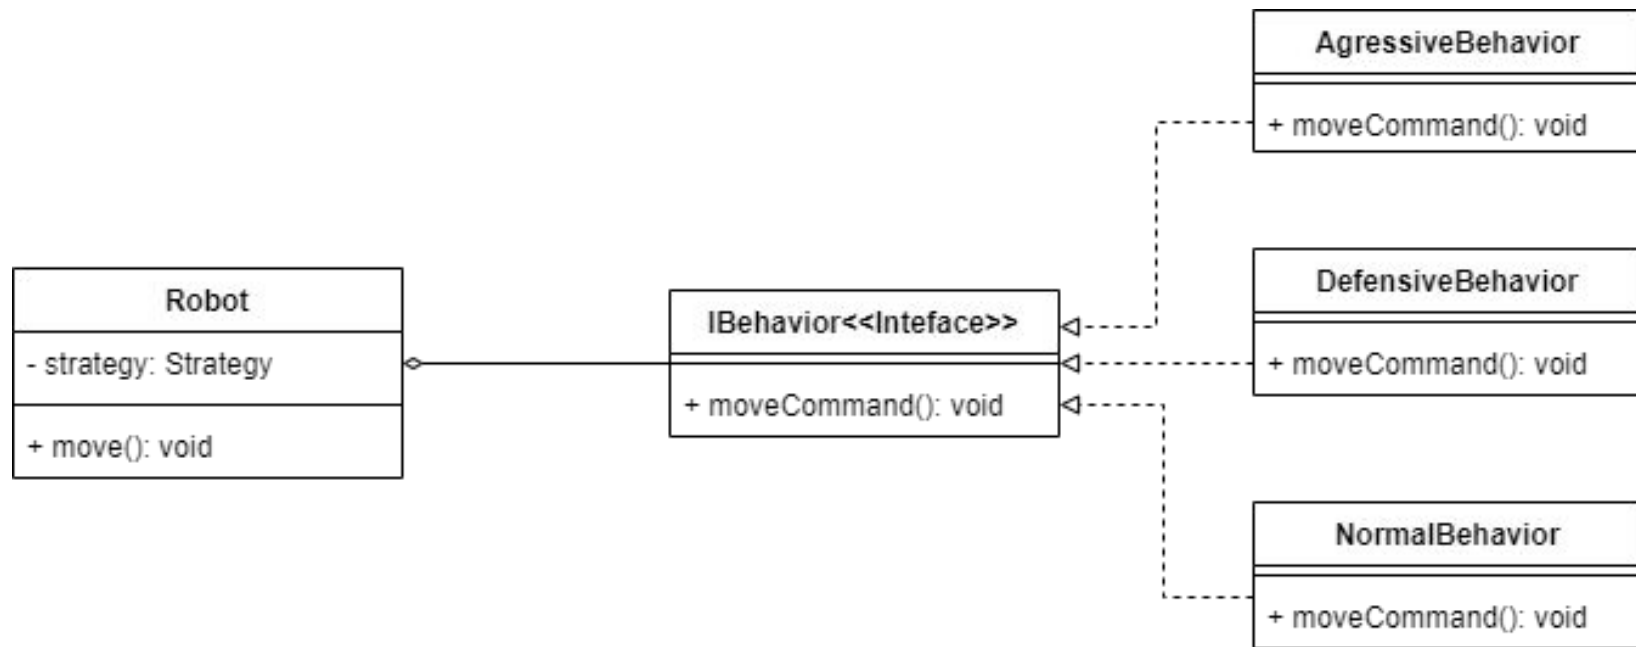 Robot
- strategy: Strategy
+ move(): void
IBehavior<<Inteface>>
+ moveCommand(): void
AgressiveBehavior
+ moveCommand(): void
DefensiveBehavior
+ moveCommand(): void
NormalBehavior
+ moveCommand(): void